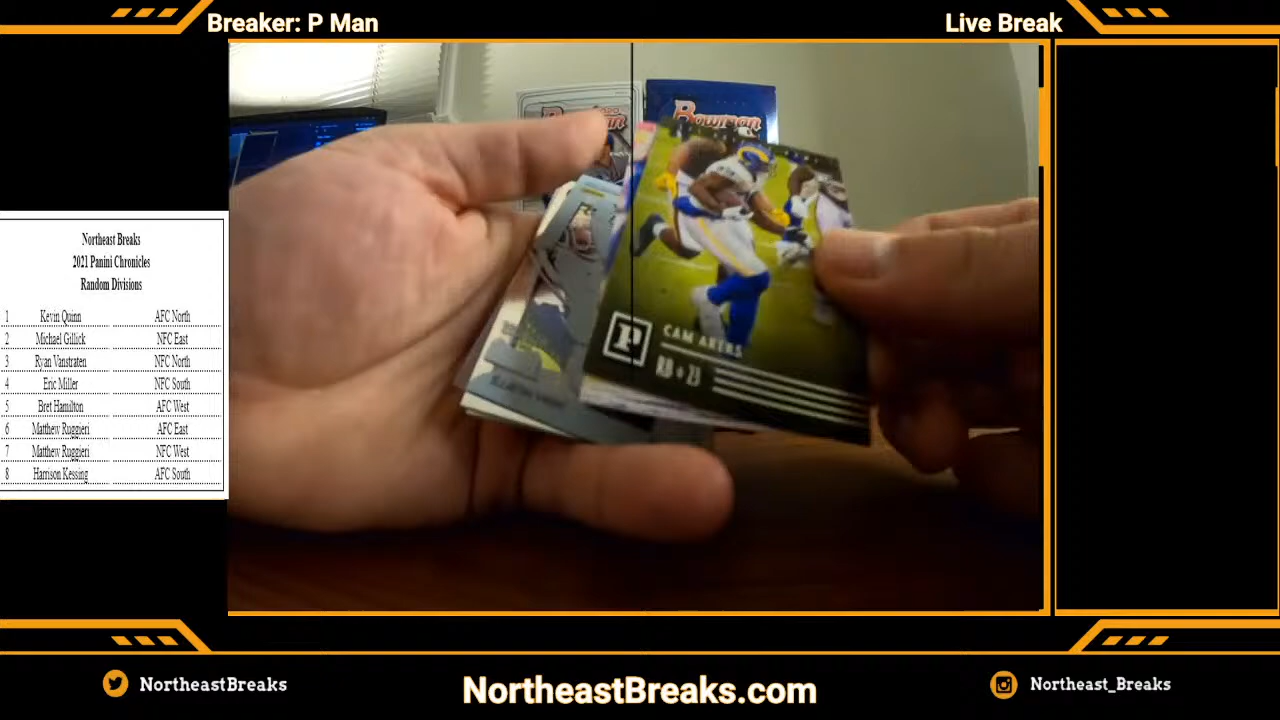 Breaker: P Man
Live Break
Bowman
Bowman
Northeast Breaks
2021 Panini Chronicles
Random Divisions
1 Kevin Quinn AFC North
2 Michael Gillick NFC East
3 Ryan Vanstraten NFC North
4 Eric Miller NFC South
5 Bret Hamilton AFC West
6 Matthew Ruggieri AFC East
7 Matthew Ruggieri NFC West
8 Harrison Kessing AFC South
P
CAM AKERS
RB • 23
NortheastBreaks
NortheastBreaks.com
Northeast_Breaks